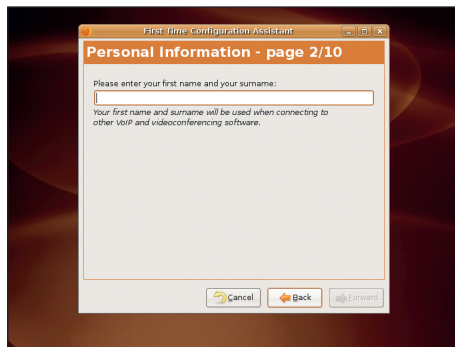 First Time Configuration Assistant
Personal Information - page 2/10
Please enter your first name and your surname:
Your first name and surname will be used when connecting to
other VoIP and videoconferencing software.
Cancel
Back
Forward